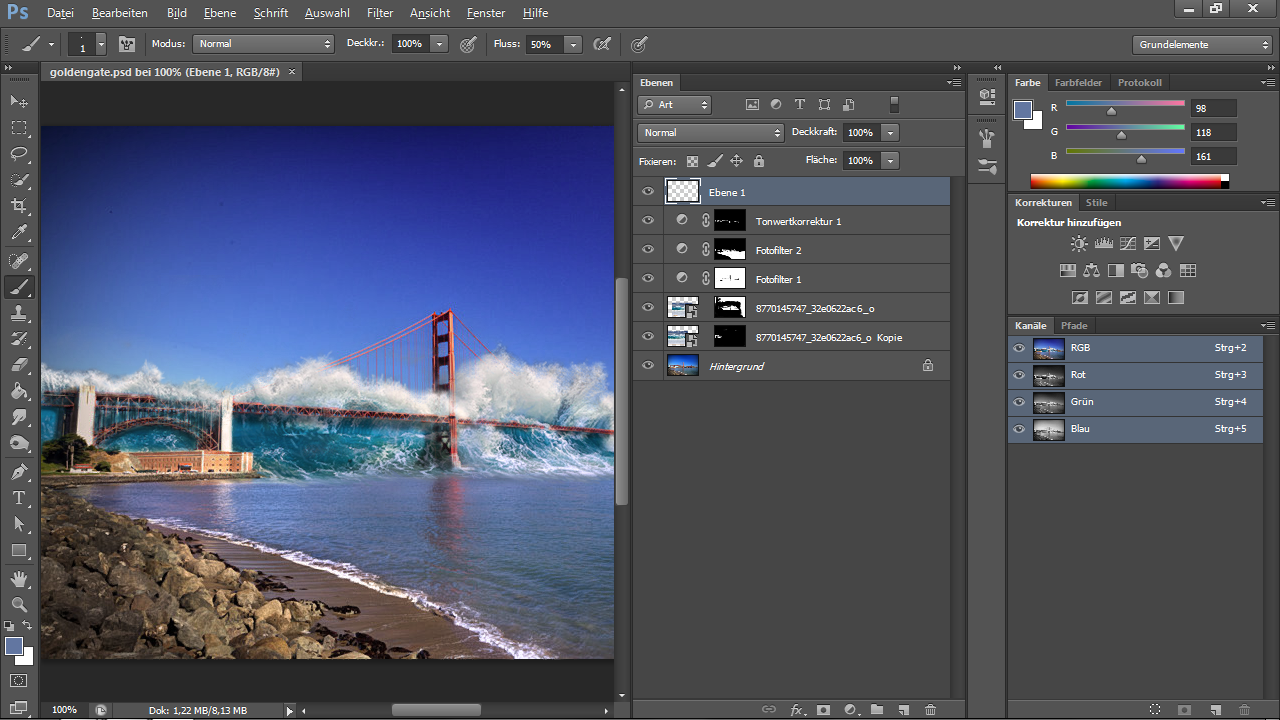 Ps Datei Bearbeiten Bild Ebene Schrift Auswahl Filter Ansicht Fenster Hilfe
1 Modus: Normal Deckkr.: 100% Fluss: 50% Grundelemente
goldengate.psd bei 100% (Ebene 1, RGB/8#) ×
Ebenen
Art
Normal Deckkraft: 100%
Fixieren: Fläche: 100%
Ebene 1
Tonwertkorrektur 1
Fotofilter 2
Fotofilter 1
8770145747_32e0622ac6_o
8770145747_32e0622ac6_o Kopie
Hintergrund
Farbe Farbfelder Protokoll
R 98
G 118
B 161
Korrekturen Stile
Korrektur hinzufügen
Kanäle Pfade
RGB Strg+2
Rot Strg+3
Grün Strg+4
Blau Strg+5
100% Dok: 1,22 MB/8,13 MB
fx